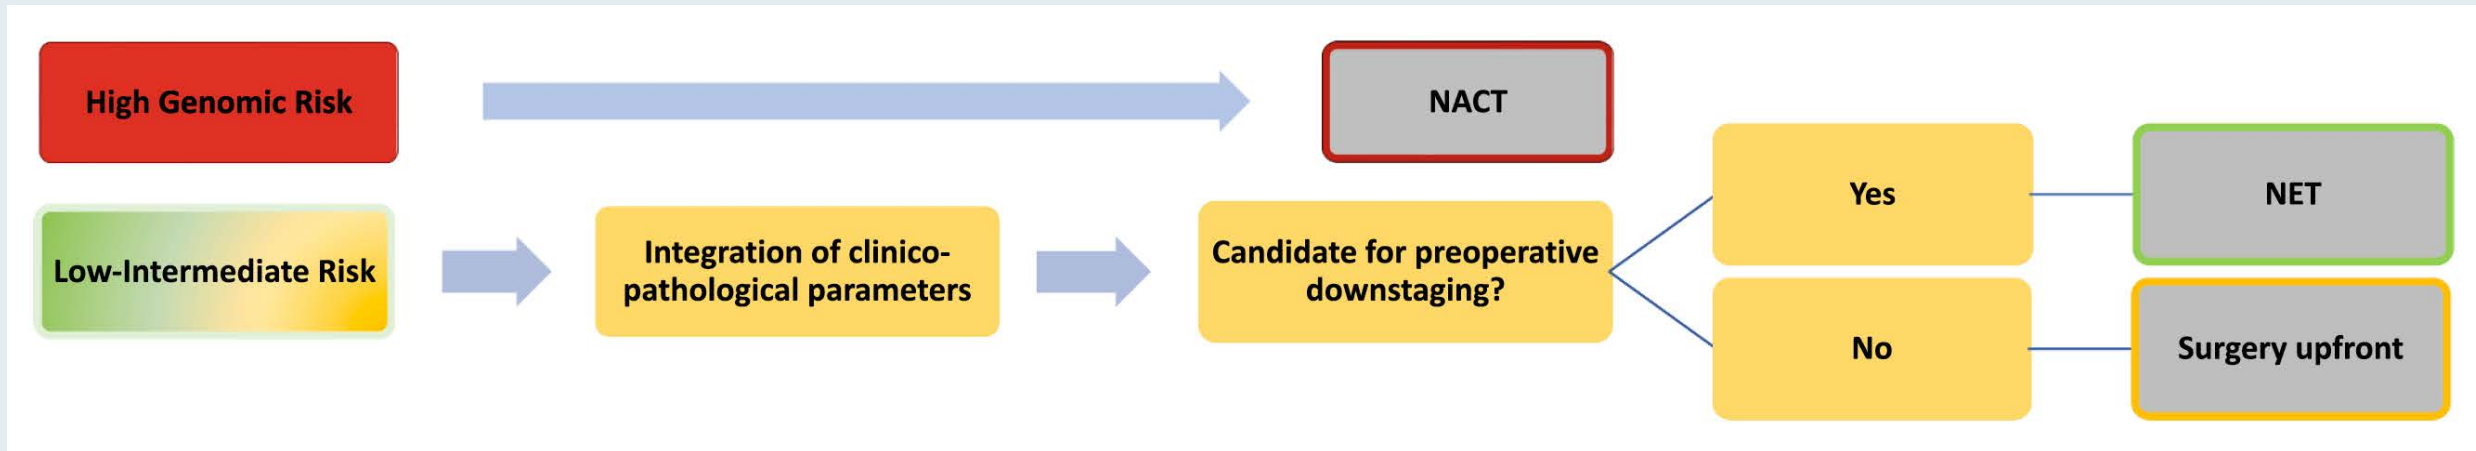 High Genomic Risk
NACT
Low-Intermediate Risk
Integration of clinico-
pathological parameters
Candidate for preoperative
downstaging?
Yes
NET
No
Surgery upfront